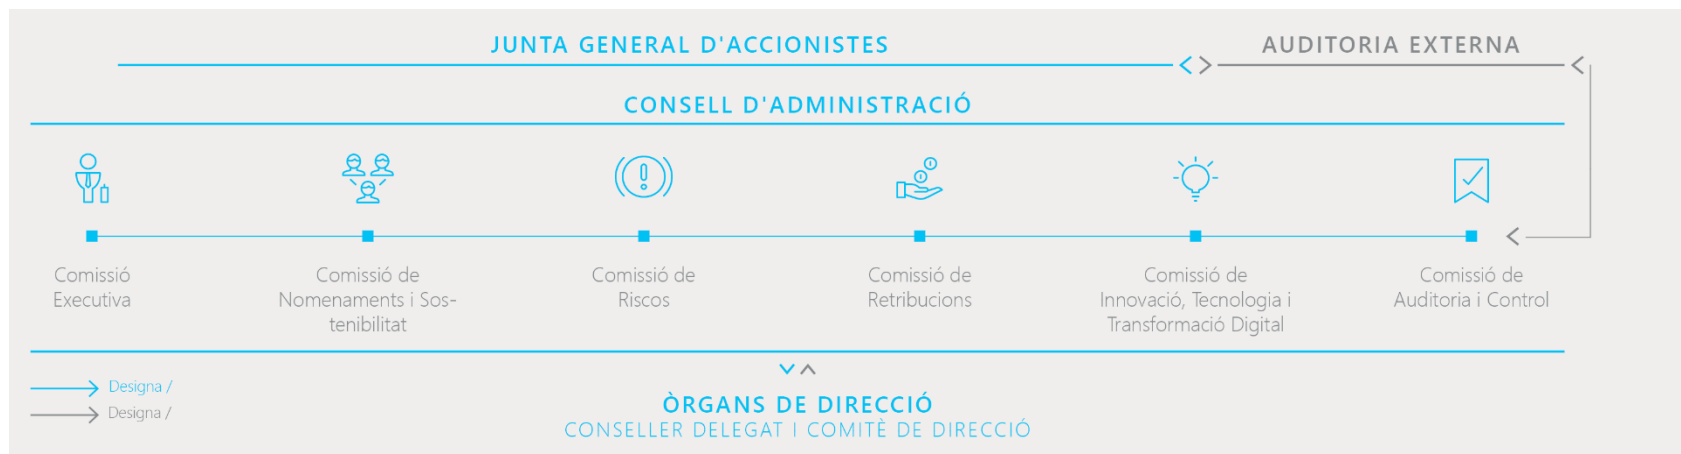 JUNTA GENERAL D'ACCIONISTES
AUDITORIA EXTERNA
CONSELL D'ADMINISTRACIÓ
Comissió
Executiva
Comissió de
Nomenaments i Sos-
tenibilitat
Comissió de
Riscos
Comissió de
Retribucions
Comissió de
Innovació, Tecnologia i
Transformació Digital
Comissió de
Auditoria i Control
Designa /
Designa /
ÒRGANS DE DIRECCIÓ
CONSELLER DELEGAT I COMITÈ DE DIRECCIÓ